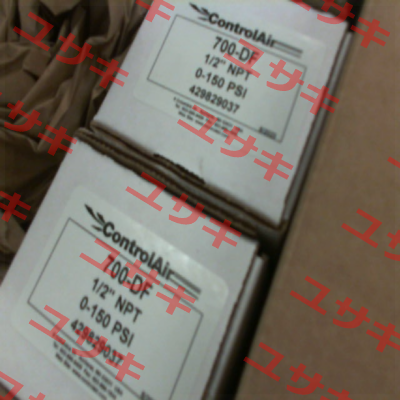 ControlAir
700-DF
1/2" NPT
0-150 PSI
429829037
ControlAir
700-DF
1/2" NPT
0-150 PSI
429829037
ユサキ
ユサキ
ユサキ
ユサキ
ユサキ
ユサキ
ユサキ
ユサキ
ユサキ